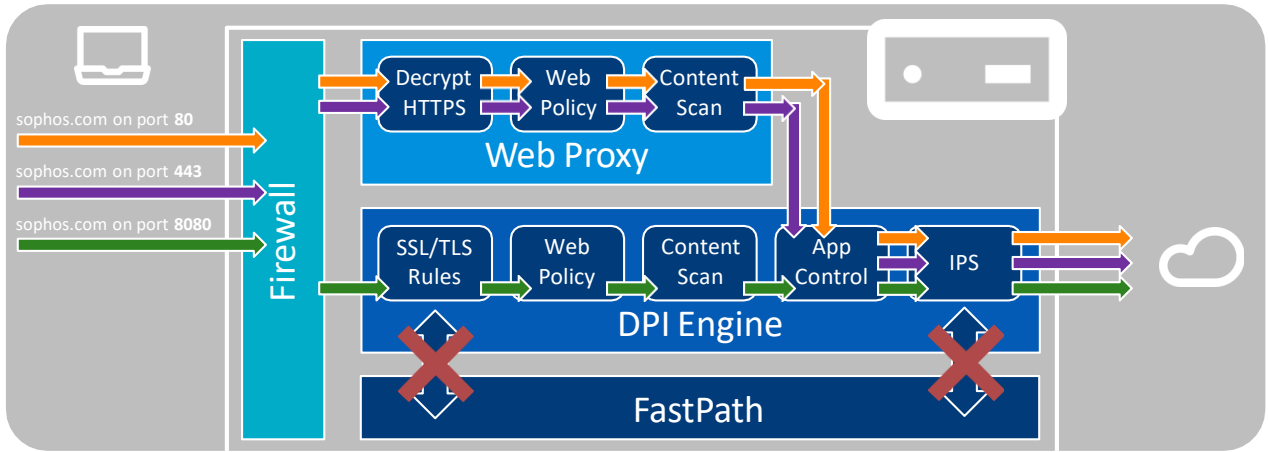 sophos.com on port 80
sophos.com on port 443
sophos.com on port 8080
Firewall
Decrypt
HTTPS
Web
Policy
Content
Scan
Web Proxy
SSL/TLS
Rules
Web
Policy
Content
Scan
App
Control
IPS
DPI Engine
FastPath